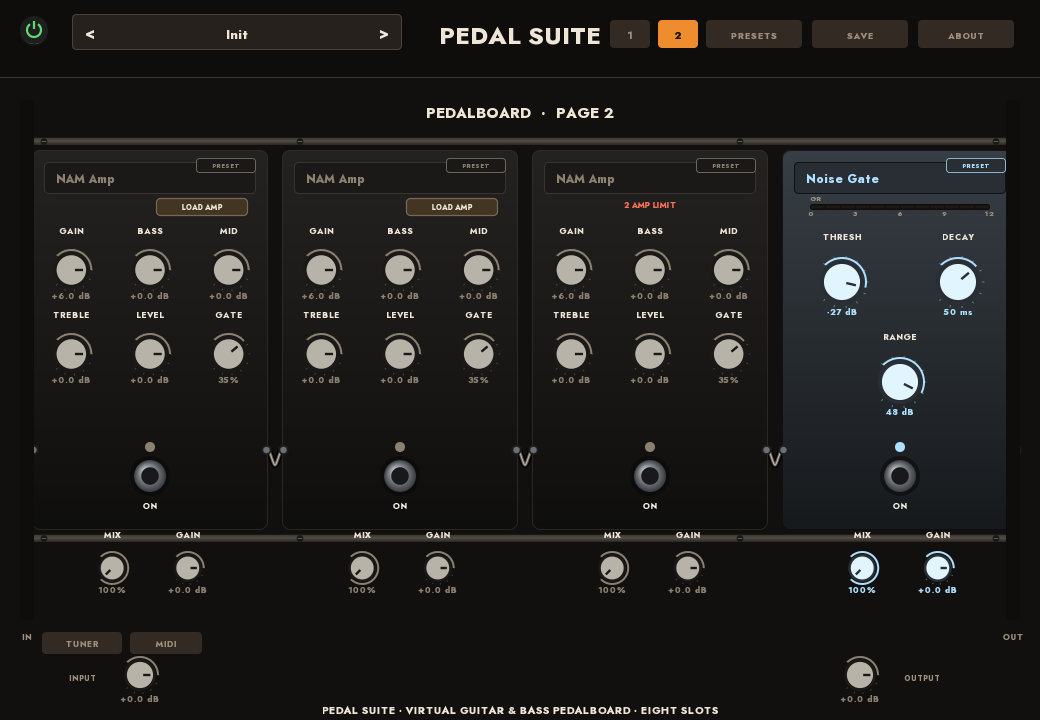 < Init >
PEDAL SUITE
1 2 PRESETS SAVE ABOUT
PEDALBOARD · PAGE 2
PRESET
NAM Amp
LOAD AMP
GAIN BASS MID
+6.0 dB +0.0 dB +0.0 dB
TREBLE LEVEL GATE
+0.0 dB +0.0 dB 35%
ON
MIX GAIN
100% +0.0 dB
PRESET
NAM Amp
LOAD AMP
GAIN BASS MID
+6.0 dB +0.0 dB +0.0 dB
TREBLE LEVEL GATE
+0.0 dB +0.0 dB 35%
ON
MIX GAIN
100% +0.0 dB
PRESET
NAM Amp
2 AMP LIMIT
GAIN BASS MID
+6.0 dB +0.0 dB +0.0 dB
TREBLE LEVEL GATE
+0.0 dB +0.0 dB 35%
ON
MIX GAIN
100% +0.0 dB
PRESET
Noise Gate
GR
0 3 6 9 12
THRESH DECAY
-27 dB 50 ms
RANGE
48 dB
ON
MIX GAIN
100% +0.0 dB
IN TUNER MIDI OUT
INPUT OUTPUT
+0.0 dB +0.0 dB
PEDAL SUITE · VIRTUAL GUITAR & BASS PEDALBOARD · EIGHT SLOTS